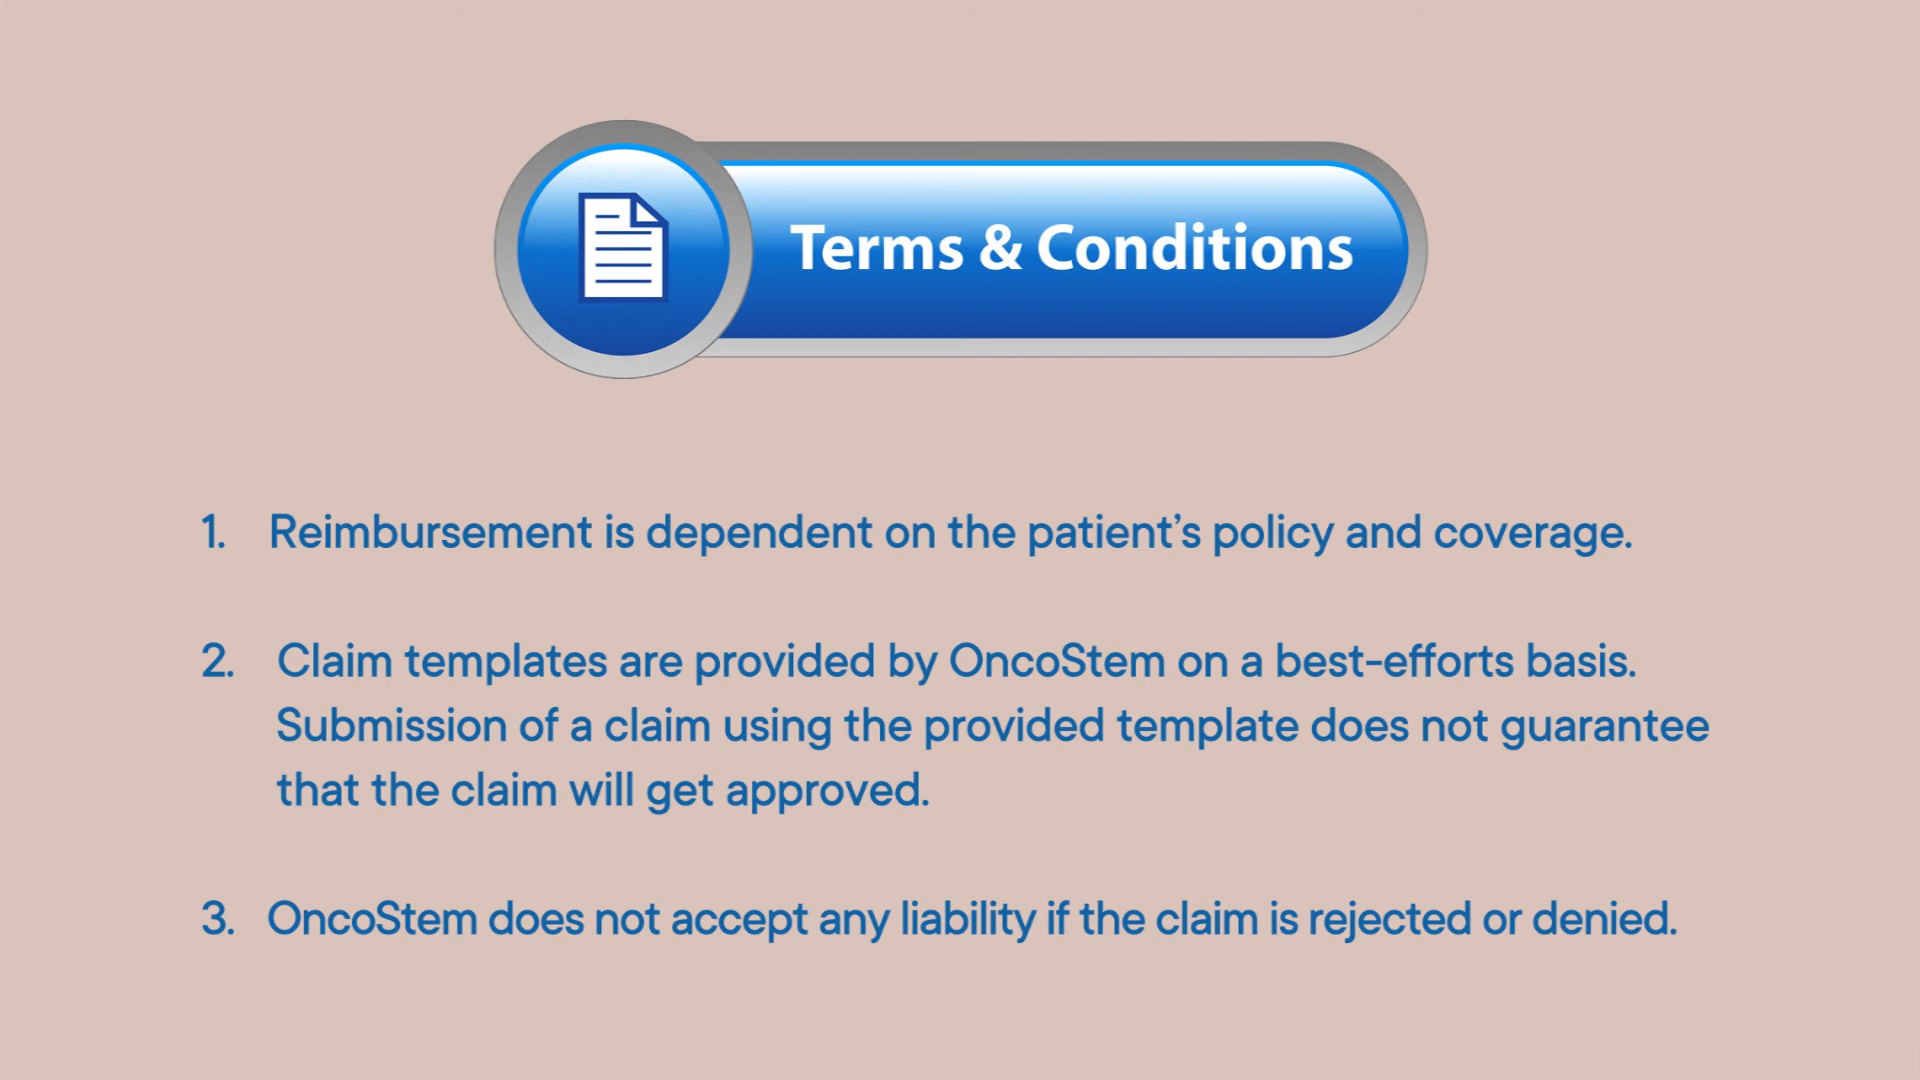 Terms & Conditions
1. Reimbursement is dependent on the patient’s policy and coverage.
2. Claim templates are provided by OncoStem on a best-efforts basis.
Submission of a claim using the provided template does not guarantee
that the claim will get approved.
3. OncoStem does not accept any liability if the claim is rejected or denied.